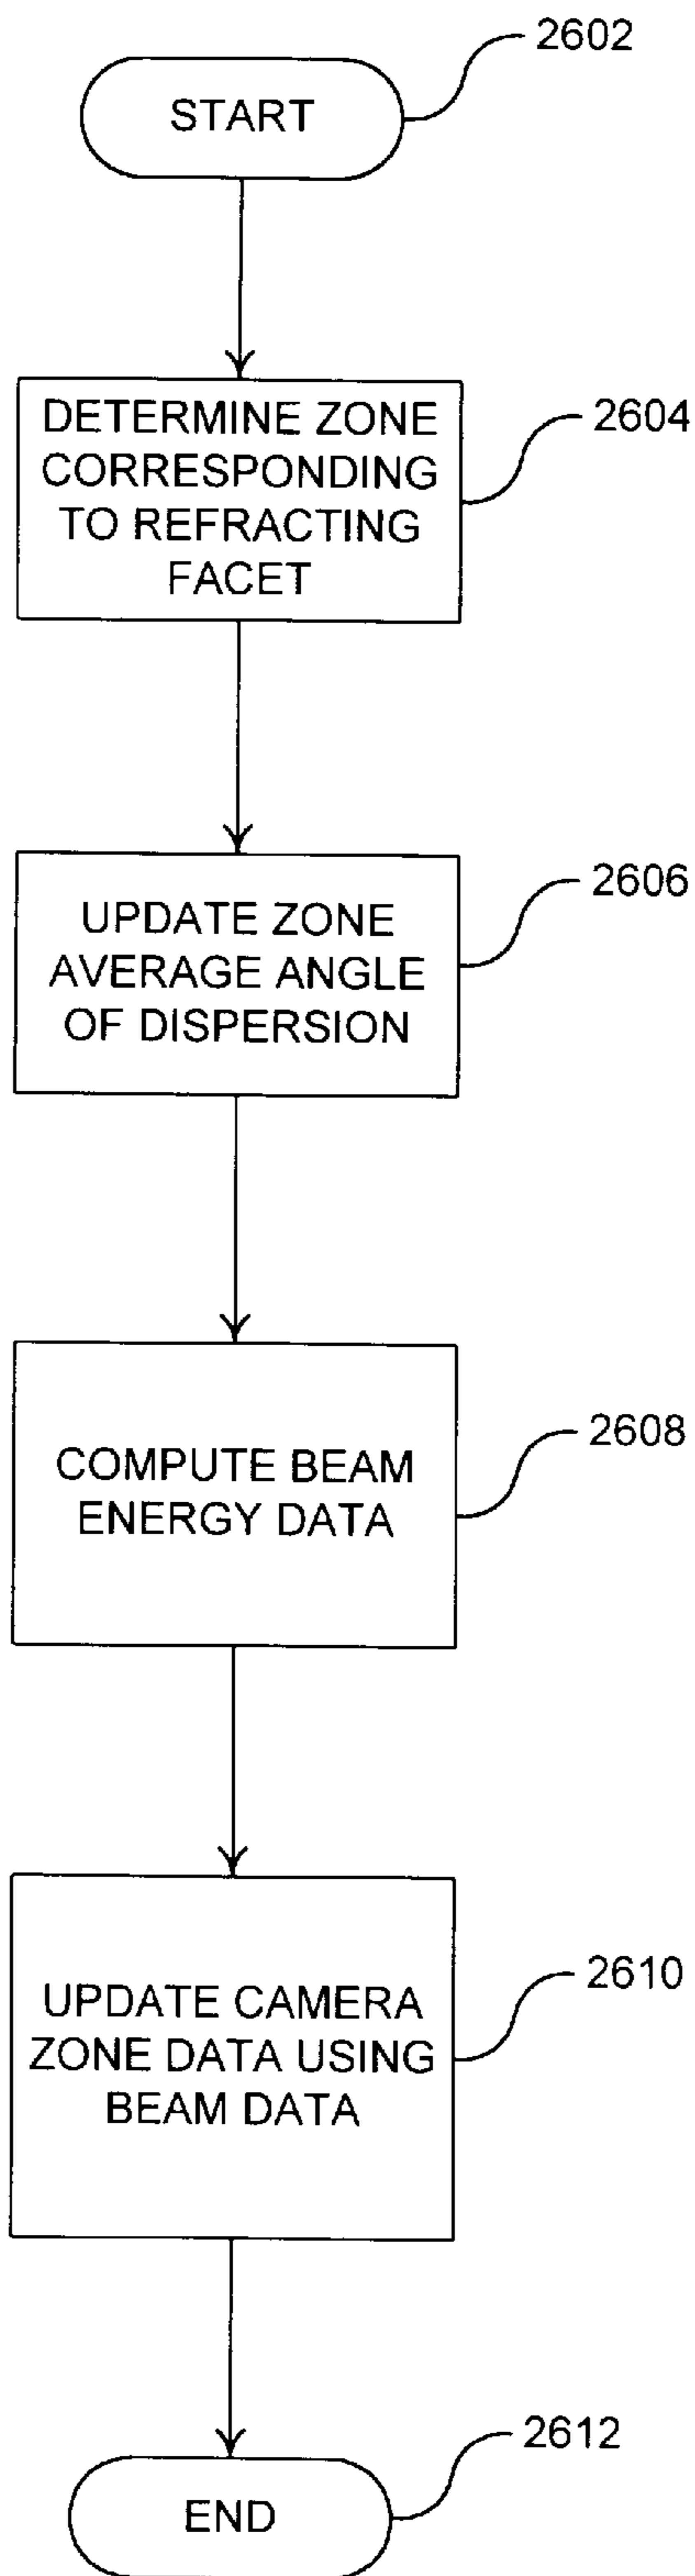 2602
START
2604
DETERMINE ZONE
CORRESPONDING
TO REFRACTING
FACET
2606
UPDATE ZONE
AVERAGE ANGLE
OF DISPERSION
2608
COMPUTE BEAM
ENERGY DATA
2610
UPDATE CAMERA
ZONE DATA USING
BEAM DATA
2612
END